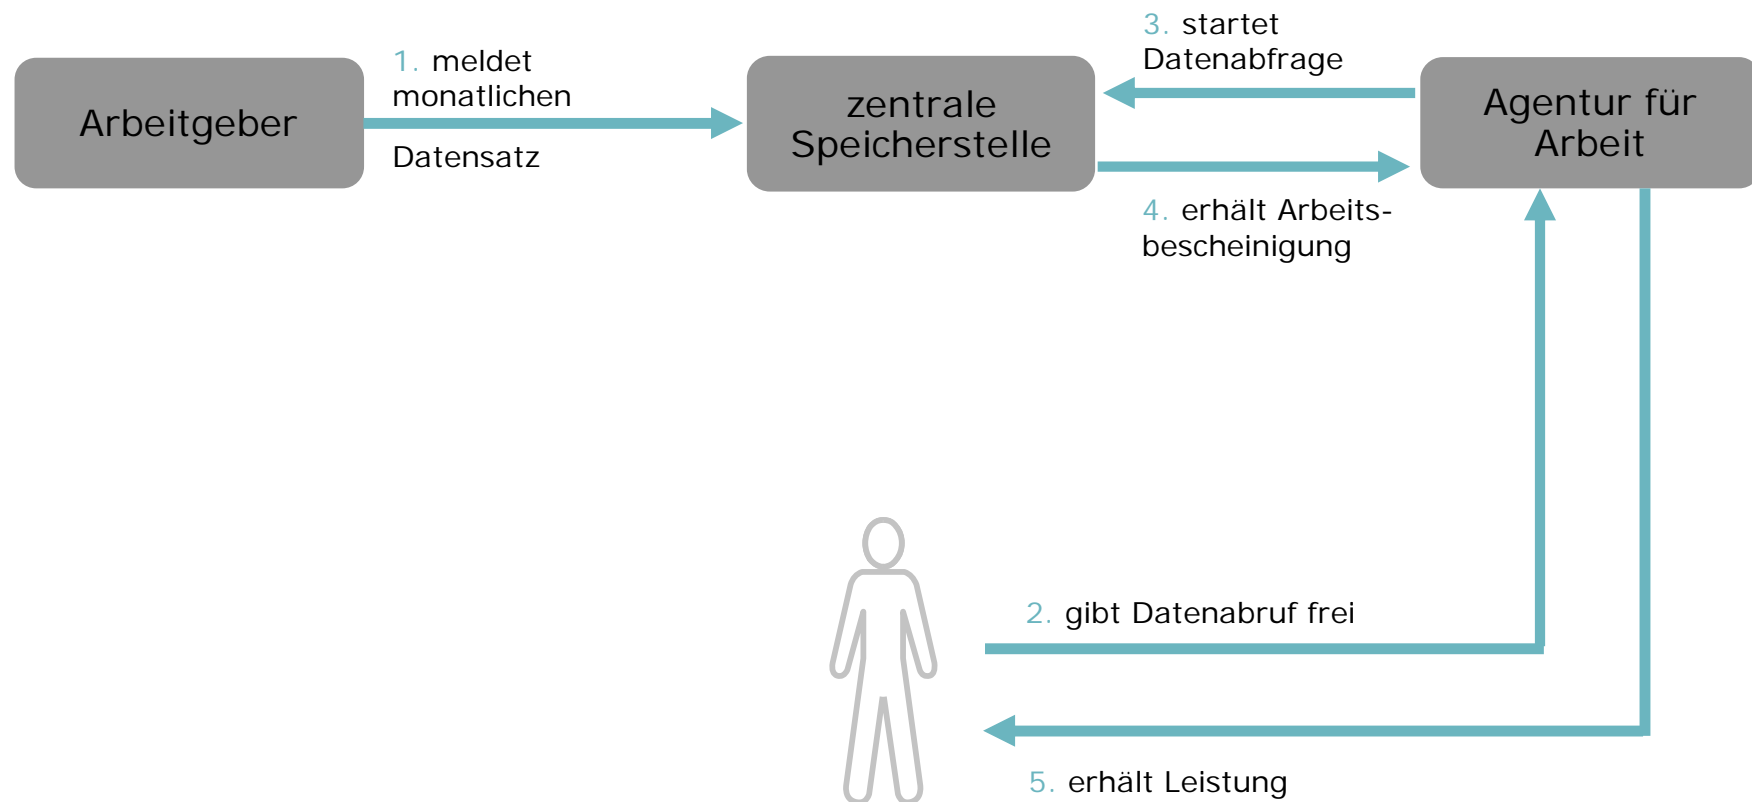 Arbeitgeber
1. meldet
monatlichen
Datensatz
zentrale
Speicherstelle
3. startet
Datenabfrage
4. erhält Arbeits-
bescheinigung
Agentur für
Arbeit
2. gibt Datenabruf frei
5. erhält Leistung